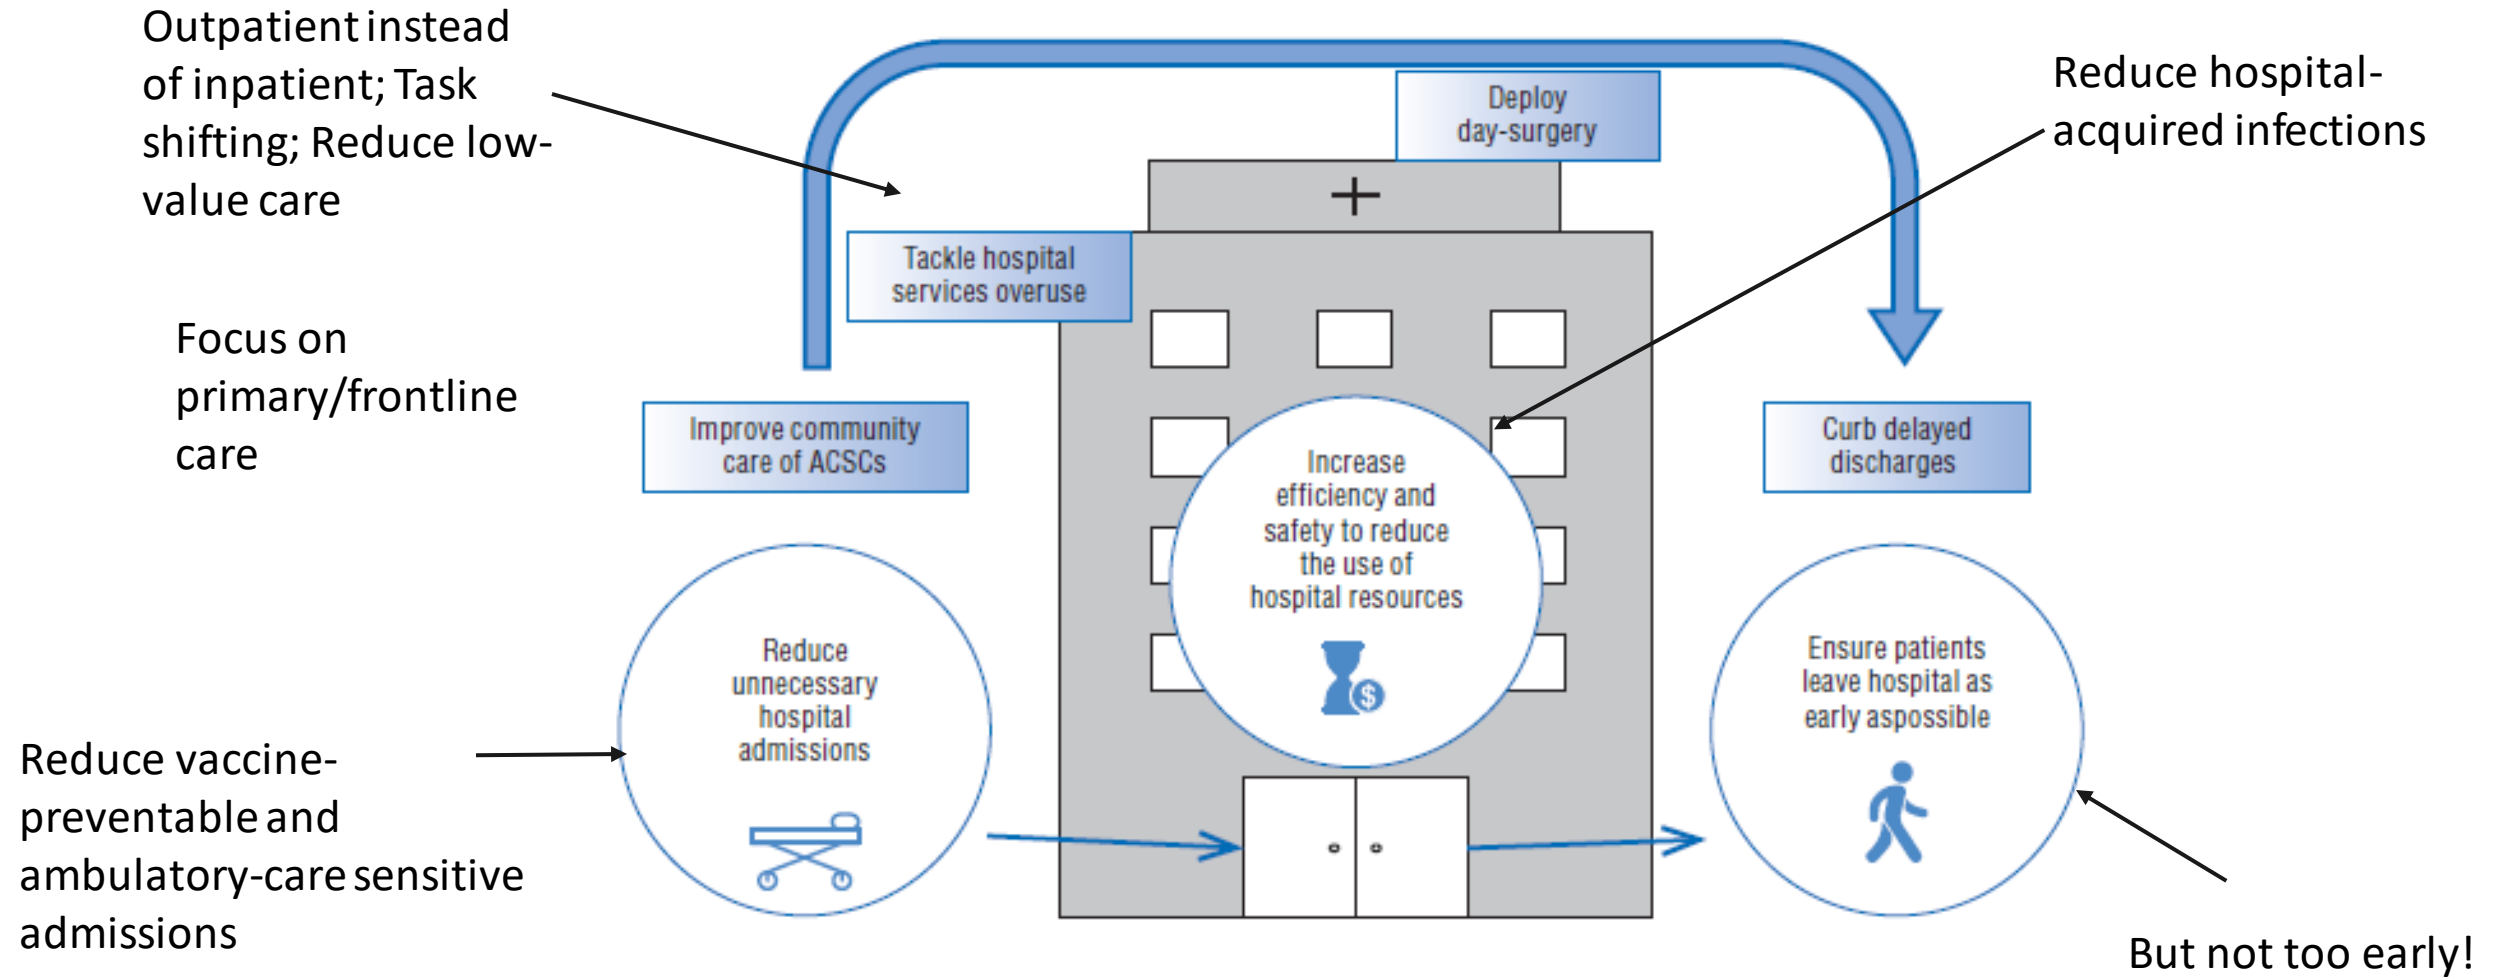 Outpatient instead
of inpatient; Task
shifting; Reduce low-
value care
Deploy
day-surgery
Reduce hospital-
acquired infections
Tackle hospital
services overuse
Focus on
primary/frontline
care
Improve community
care of ACSCs
Curb delayed
discharges
Increase
efficiency and
safety to reduce
the use of
hospital resources
$
Reduce
unnecessary
hospital
admissions
Ensure patients
leave hospital as
early aspossible
Reduce vaccine-
preventable and
ambulatory-care sensitive
admissions
But not too early!